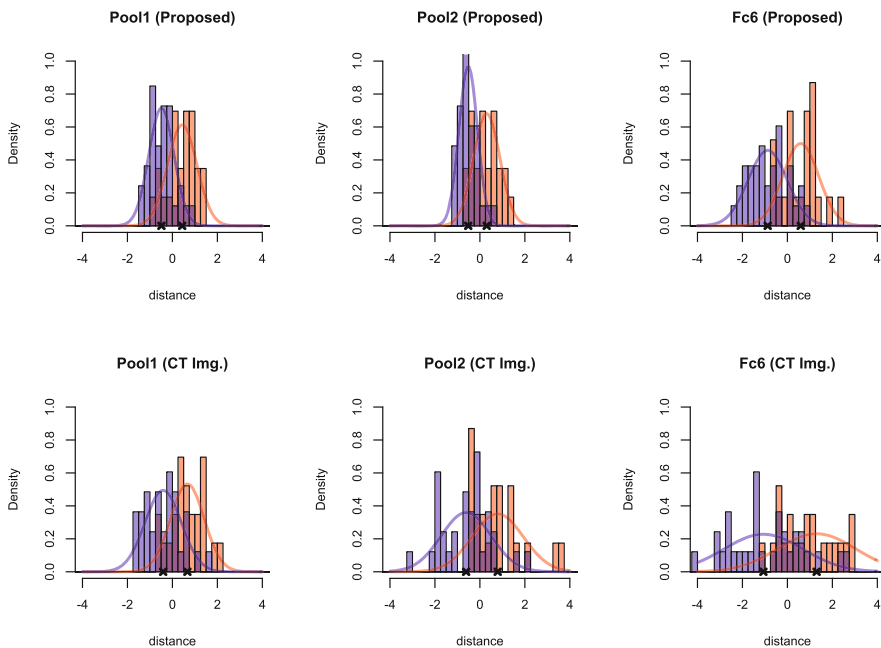 Pool1 (Proposed)
Pool2 (Proposed)
Fc6 (Proposed)
Density
0.0 0.2 0.4 0.6 0.8 1.0
-4 -2 0 2 4
distance
Density
0.0 0.2 0.4 0.6 0.8 1.0
-4 -2 0 2 4
distance
Density
0.0 0.2 0.4 0.6 0.8 1.0
-4 -2 0 2 4
distance
Pool1 (CT Img.)
Pool2 (CT Img.)
Fc6 (CT Img.)
Density
0.0 0.2 0.4 0.6 0.8 1.0
-4 -2 0 2 4
distance
Density
0.0 0.2 0.4 0.6 0.8 1.0
-4 -2 0 2 4
distance
Density
0.0 0.2 0.4 0.6 0.8 1.0
-4 -2 0 2 4
distance